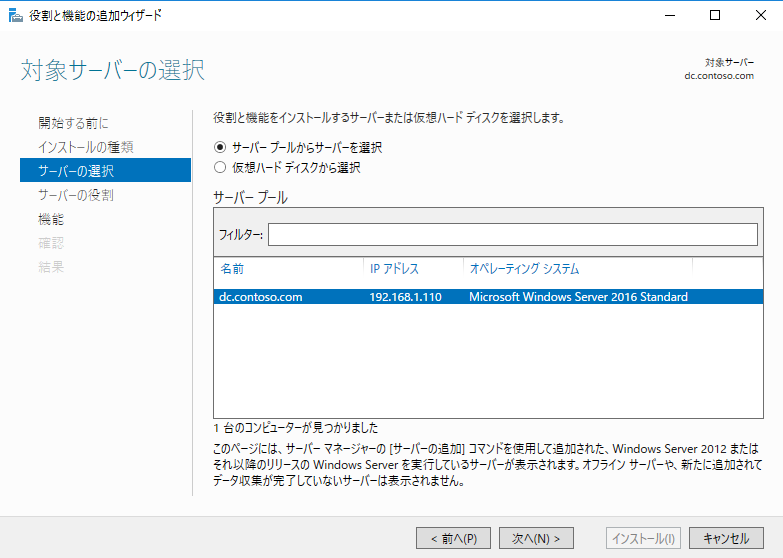 役割と機能の追加ウィザード
対象サーバーの選択
対象サーバー
dc.contoso.com
開始する前に
インストールの種類
サーバーの選択
サーバーの役割
機能
確認
結果
役割と機能をインストールするサーバーまたは仮想ハード ディスクを選択します。
サーバー プールからサーバーを選択
仮想ハード ディスクから選択
サーバー プール
フィルター:
名前 IP アドレス オペレーティング システム
dc.contoso.com 192.168.1.110 Microsoft Windows Server 2016 Standard
1 台のコンピューターが見つかりました
このページには、サーバー マネージャーの [サーバーの追加] コマンドを使用して追加された、Windows Server 2012 または
それ以降のリリースの Windows Server を実行しているサーバーが表示されます。オフライン サーバーや、新たに追加されて
データ収集が完了していないサーバーは表示されません。
< 前へ(P) 次へ(N) > インストール(I) キャンセル